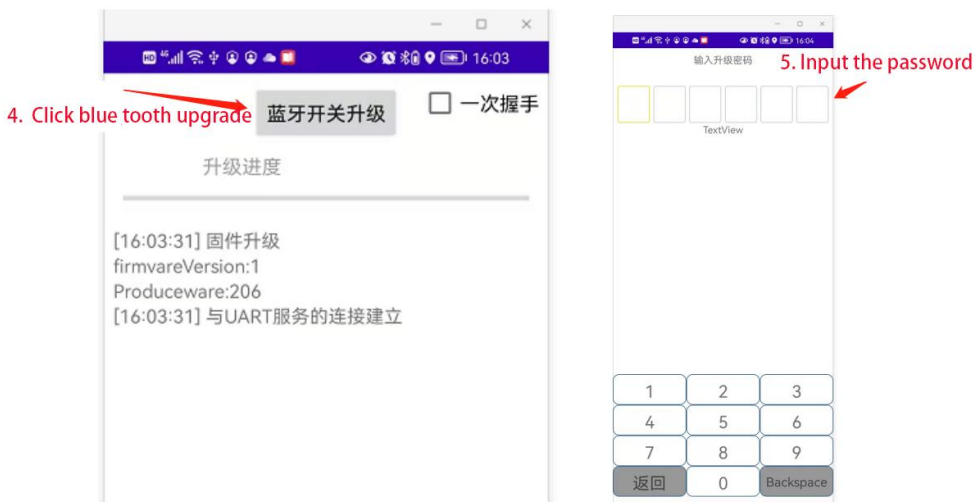 HD 4G 16:03
4. Click blue tooth upgrade
蓝牙开关升级
一次握手
升级进度
[16:03:31] 固件升级
firmvareVersion:1
Produceware:206
[16:03:31] 与UART服务的连接建立
16:04
输入升级密码
5. Input the password
TextView
1 2 3
4 5 6
7 8 9
返回 0 Backspace